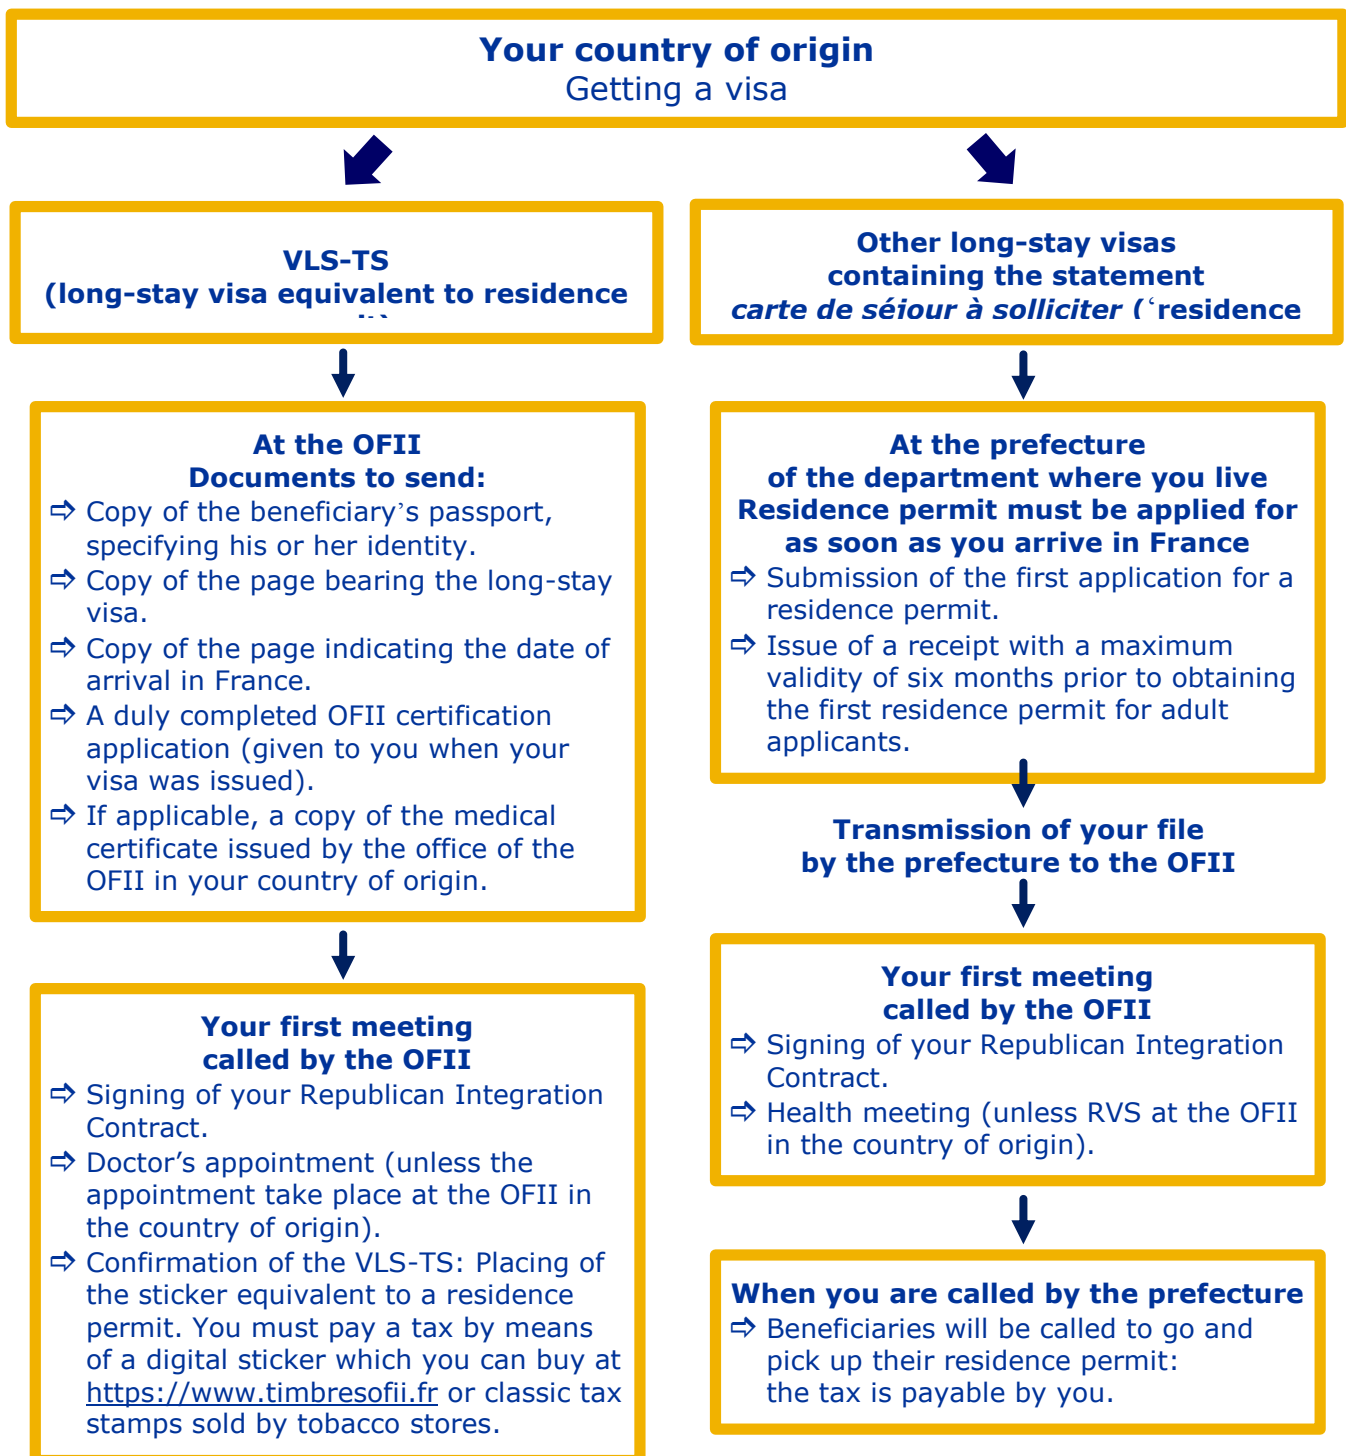 Your country of origin
Getting a visa
VLS-TS
(long-stay visa equivalent to residence
Other long-stay visas
containing the statement
carte de séjour à solliciter (‘residence
At the OFII
Documents to send:
⇨ Copy of the beneficiary’s passport,
specifying his or her identity.
⇨ Copy of the page bearing the long-stay
visa.
⇨ Copy of the page indicating the date of
arrival in France.
⇨ A duly completed OFII certification
application (given to you when your
visa was issued).
⇨ If applicable, a copy of the medical
certificate issued by the office of the
OFII in your country of origin.
Your first meeting
called by the OFII
⇨ Signing of your Republican Integration
Contract.
⇨ Doctor’s appointment (unless the
appointment take place at the OFII in
the country of origin).
⇨ Confirmation of the VLS-TS: Placing of
the sticker equivalent to a residence
permit. You must pay a tax by means
of a digital sticker which you can buy at
https://www.timbresofii.fr or classic tax
stamps sold by tobacco stores.
At the prefecture
of the department where you live
Residence permit must be applied for
as soon as you arrive in France
⇨ Submission of the first application for a
residence permit.
⇨ Issue of a receipt with a maximum
validity of six months prior to obtaining
the first residence permit for adult
applicants.
Transmission of your file
by the prefecture to the OFII
Your first meeting
called by the OFII
⇨ Signing of your Republican Integration
Contract.
⇨ Health meeting (unless RVS at the OFII
in the country of origin).
When you are called by the prefecture
⇨ Beneficiaries will be called to go and
pick up their residence permit:
the tax is payable by you.